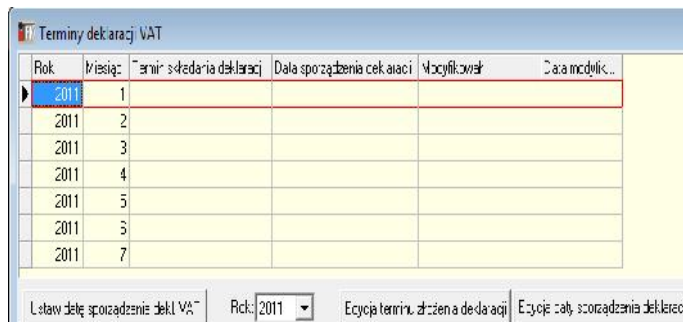 Terminy deklaracji VAT
Rok Miesiąc Termin składania deklaracj Data sporządzenia deklaracji Modyfikował Data modyfik...
2011 1
2011 2
2011 3
2011 4
2011 5
2011 6
2011 7
Ustaw datę sporządzenia dekl. VAT Rok: 2011 Edycja terminu złożenia deklaracji Edycja daty sporządzenia deklarac